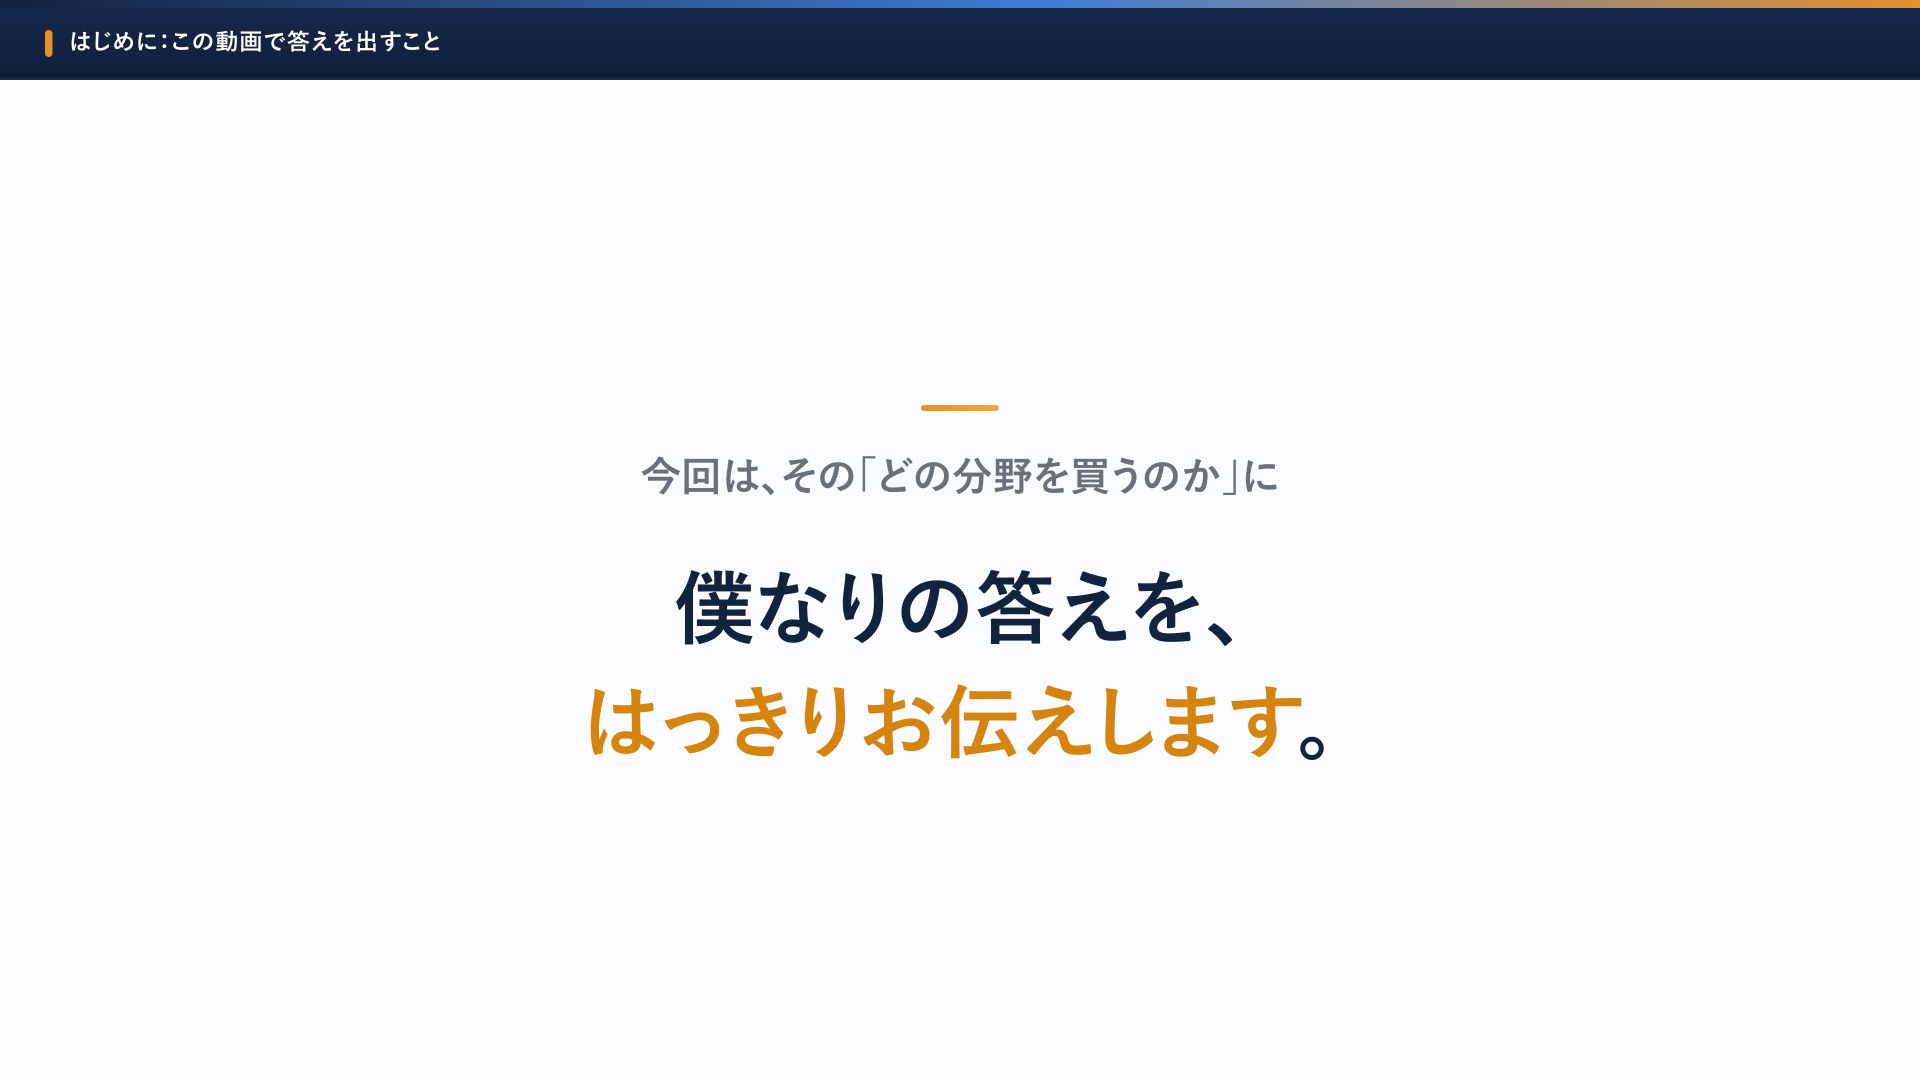 はじめに：この動画で答えを出すこと
今回は、その「どの分野を買うのか」に
僕なりの答えを、
はっきりお伝えします。